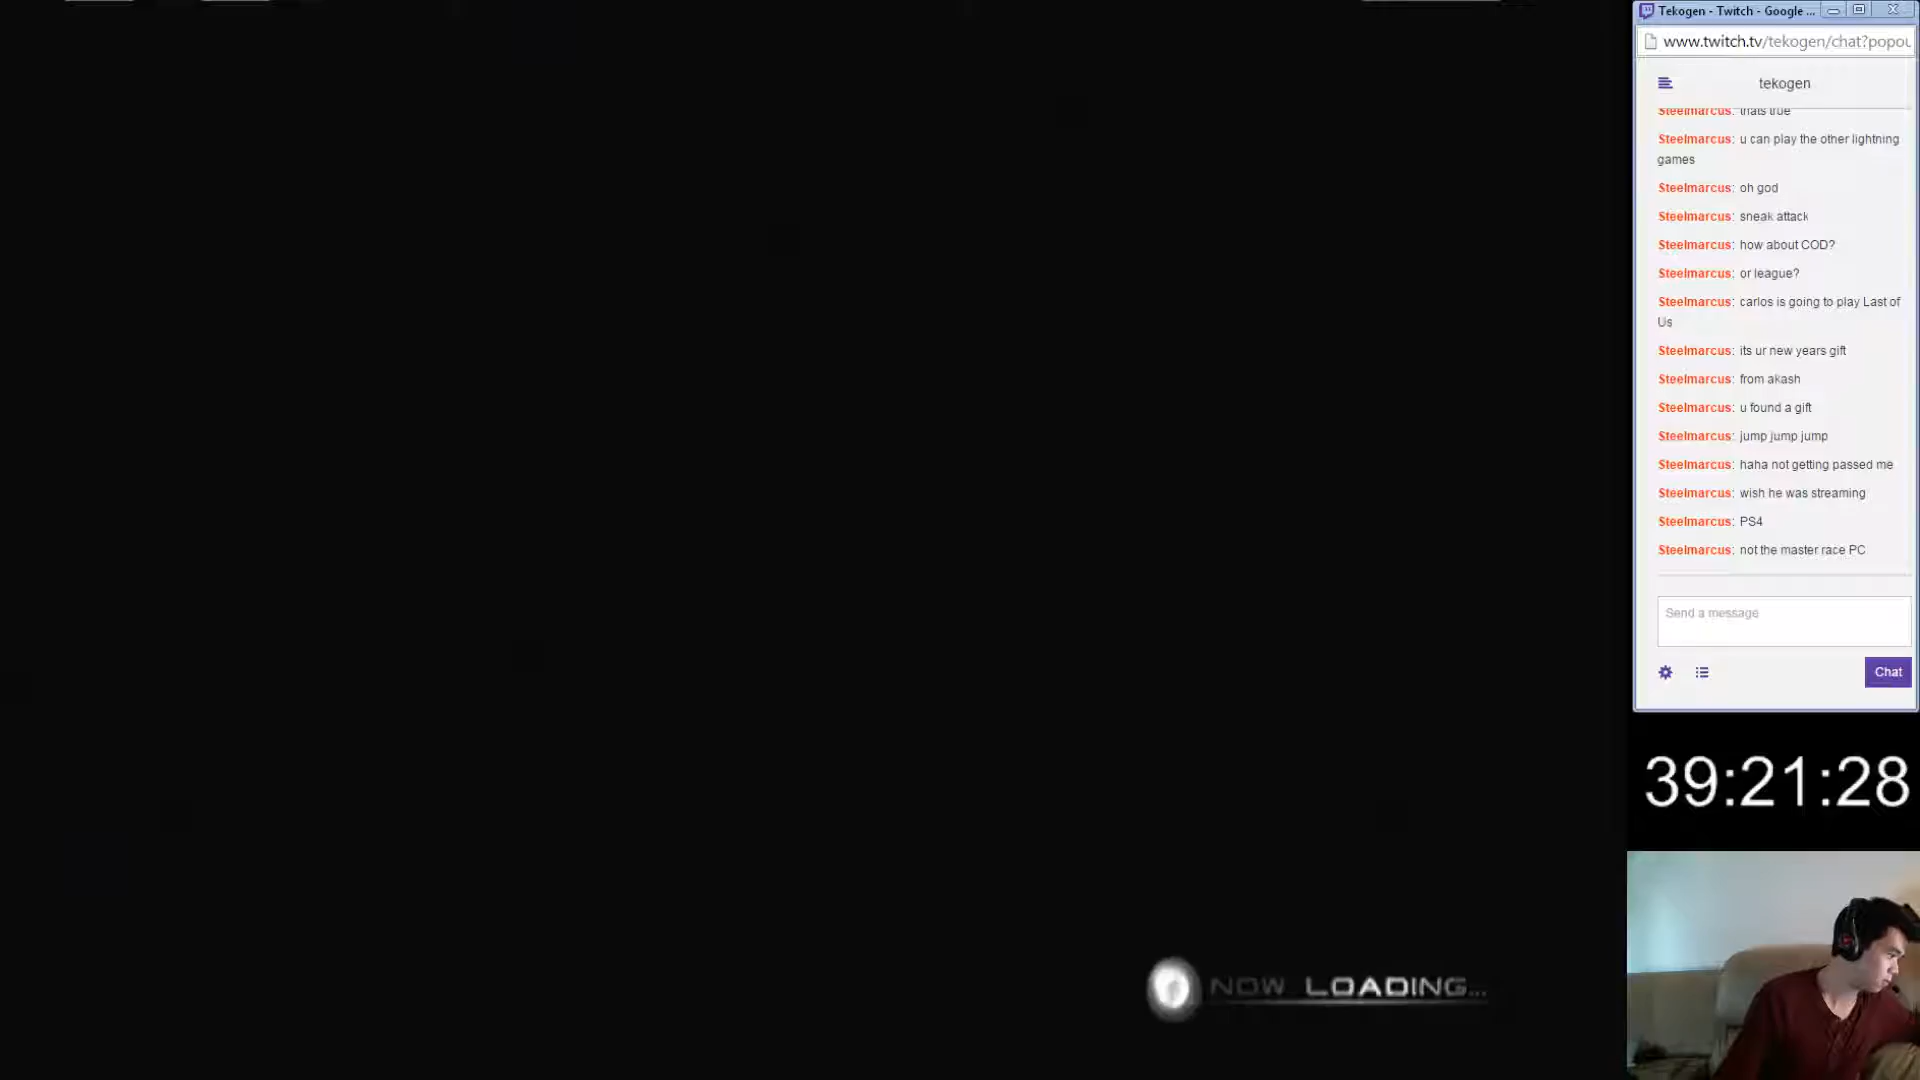 Tekogen - Twitch - Google ...
www.twitch.tv/tekogen/chat?popou
tekogen
Steelmarcus: thats true
Steelmarcus: u can play the other lightning
games
Steelmarcus: oh god
Steelmarcus: sneak attack
Steelmarcus: how about COD?
Steelmarcus: or league?
Steelmarcus: carlos is going to play Last of
Us
Steelmarcus: its ur new years gift
Steelmarcus: from akash
Steelmarcus: u found a gift
Steelmarcus: jump jump jump
Steelmarcus: haha not getting passed me
Steelmarcus: wish he was streaming
Steelmarcus: PS4
Steelmarcus: not the master race PC
Send a message
Chat
39:21:28
NOW LOADING...